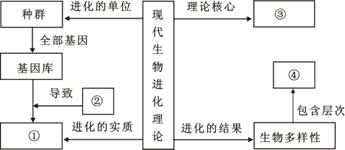 种群
进化的单位
理论核心
③
全部基因
基因库
导致
②
①
进化的实质
现代生物进化理论
进化的结果
④
包含层次
生物多样性